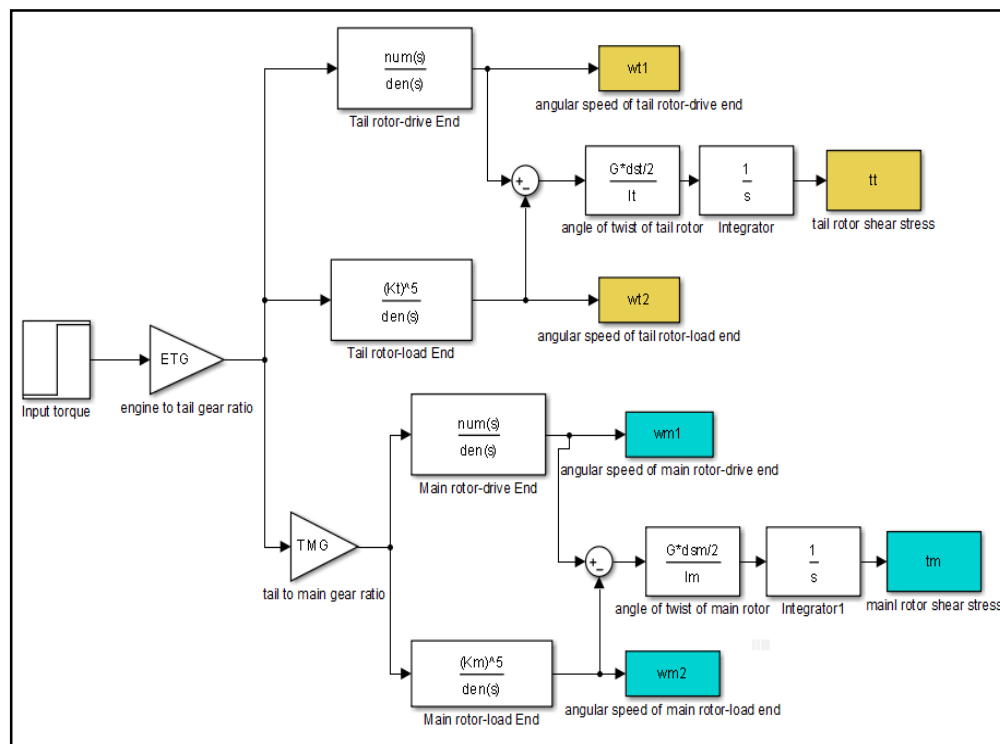 num(s)
den(s)
Tail rotor-drive End
wt1
angular speed of tail rotor-drive end
+
-
G*dst/2
lt
angle of twist of tail rotor
1
s
Integrator
tt
tail rotor shear stress
(Kt)^5
den(s)
Tail rotor-load End
wt2
angular speed of tail rotor-load end
Input torque
ETG
engine to tail gear ratio
num(s)
den(s)
Main rotor-drive End
wm1
angular speed of main rotor-drive end
TMG
tail to main gear ratio
+
-
G*dsm/2
lm
angle of twist of main rotor
1
s
Integrator1
tm
mainl rotor shear stress
(Km)^5
den(s)
Main rotor-load End
wm2
angular speed of main rotor-load end